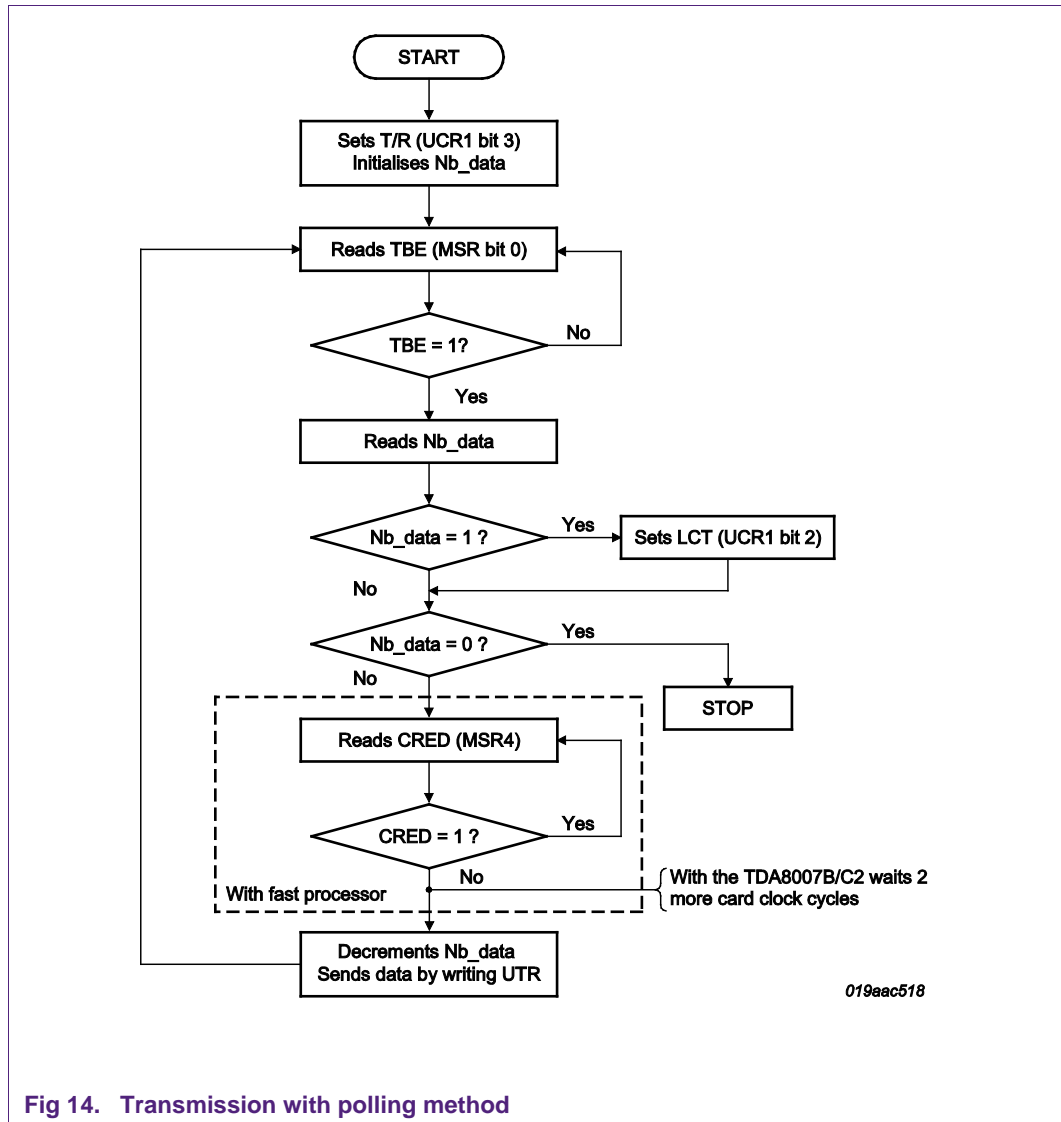 START
Sets T/R (UCR1 bit 3)
Initialises Nb_data
Reads TBE (MSR bit 0)
TBE = 1?
No
Yes
Reads Nb_data
Nb_data = 1 ?
Yes
Sets LCT (UCR1 bit 2)
No
Nb_data = 0 ?
Yes
No
STOP
Reads CRED (MSR4)
CRED = 1 ?
Yes
No
With fast processor
With the TDA8007B/C2 waits 2
more card clock cycles
Decrements Nb_data
Sends data by writing UTR
019aac518
Fig 14. Transmission with polling method